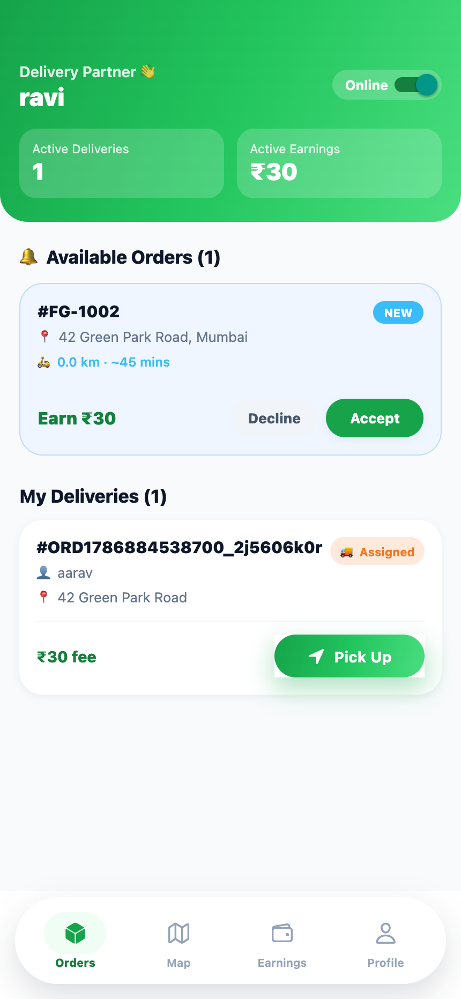 Delivery Partner 👋
ravi
Online
Active Deliveries
1
Active Earnings
₹30
🔔 Available Orders (1)
#FG-1002
NEW
📍 42 Green Park Road, Mumbai
🛵 0.0 km · ~45 mins
Earn ₹30
Decline
Accept
My Deliveries (1)
#ORD1786884538700_2j5606k0r
🚚 Assigned
👤 aarav
📍 42 Green Park Road
₹30 fee
Pick Up
Orders
Map
Earnings
Profile